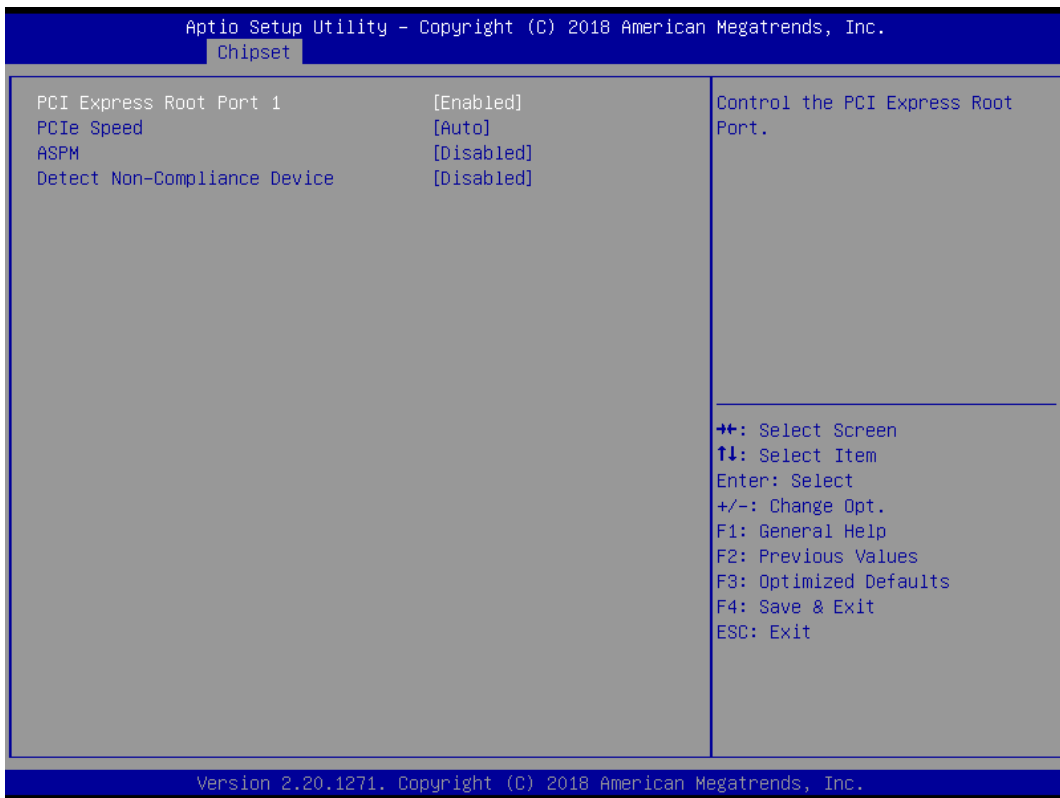 Aptio Setup Utility – Copyright (C) 2018 American Megatrends, Inc.
Chipset
PCI Express Root Port 1 [Enabled]
PCIe Speed [Auto]
ASPM [Disabled]
Detect Non-Compliance Device [Disabled]
Control the PCI Express Root
Port.
→←: Select Screen
↑↓: Select Item
Enter: Select
+/-: Change Opt.
F1: General Help
F2: Previous Values
F3: Optimized Defaults
F4: Save & Exit
ESC: Exit
Version 2.20.1271. Copyright (C) 2018 American Megatrends, Inc.